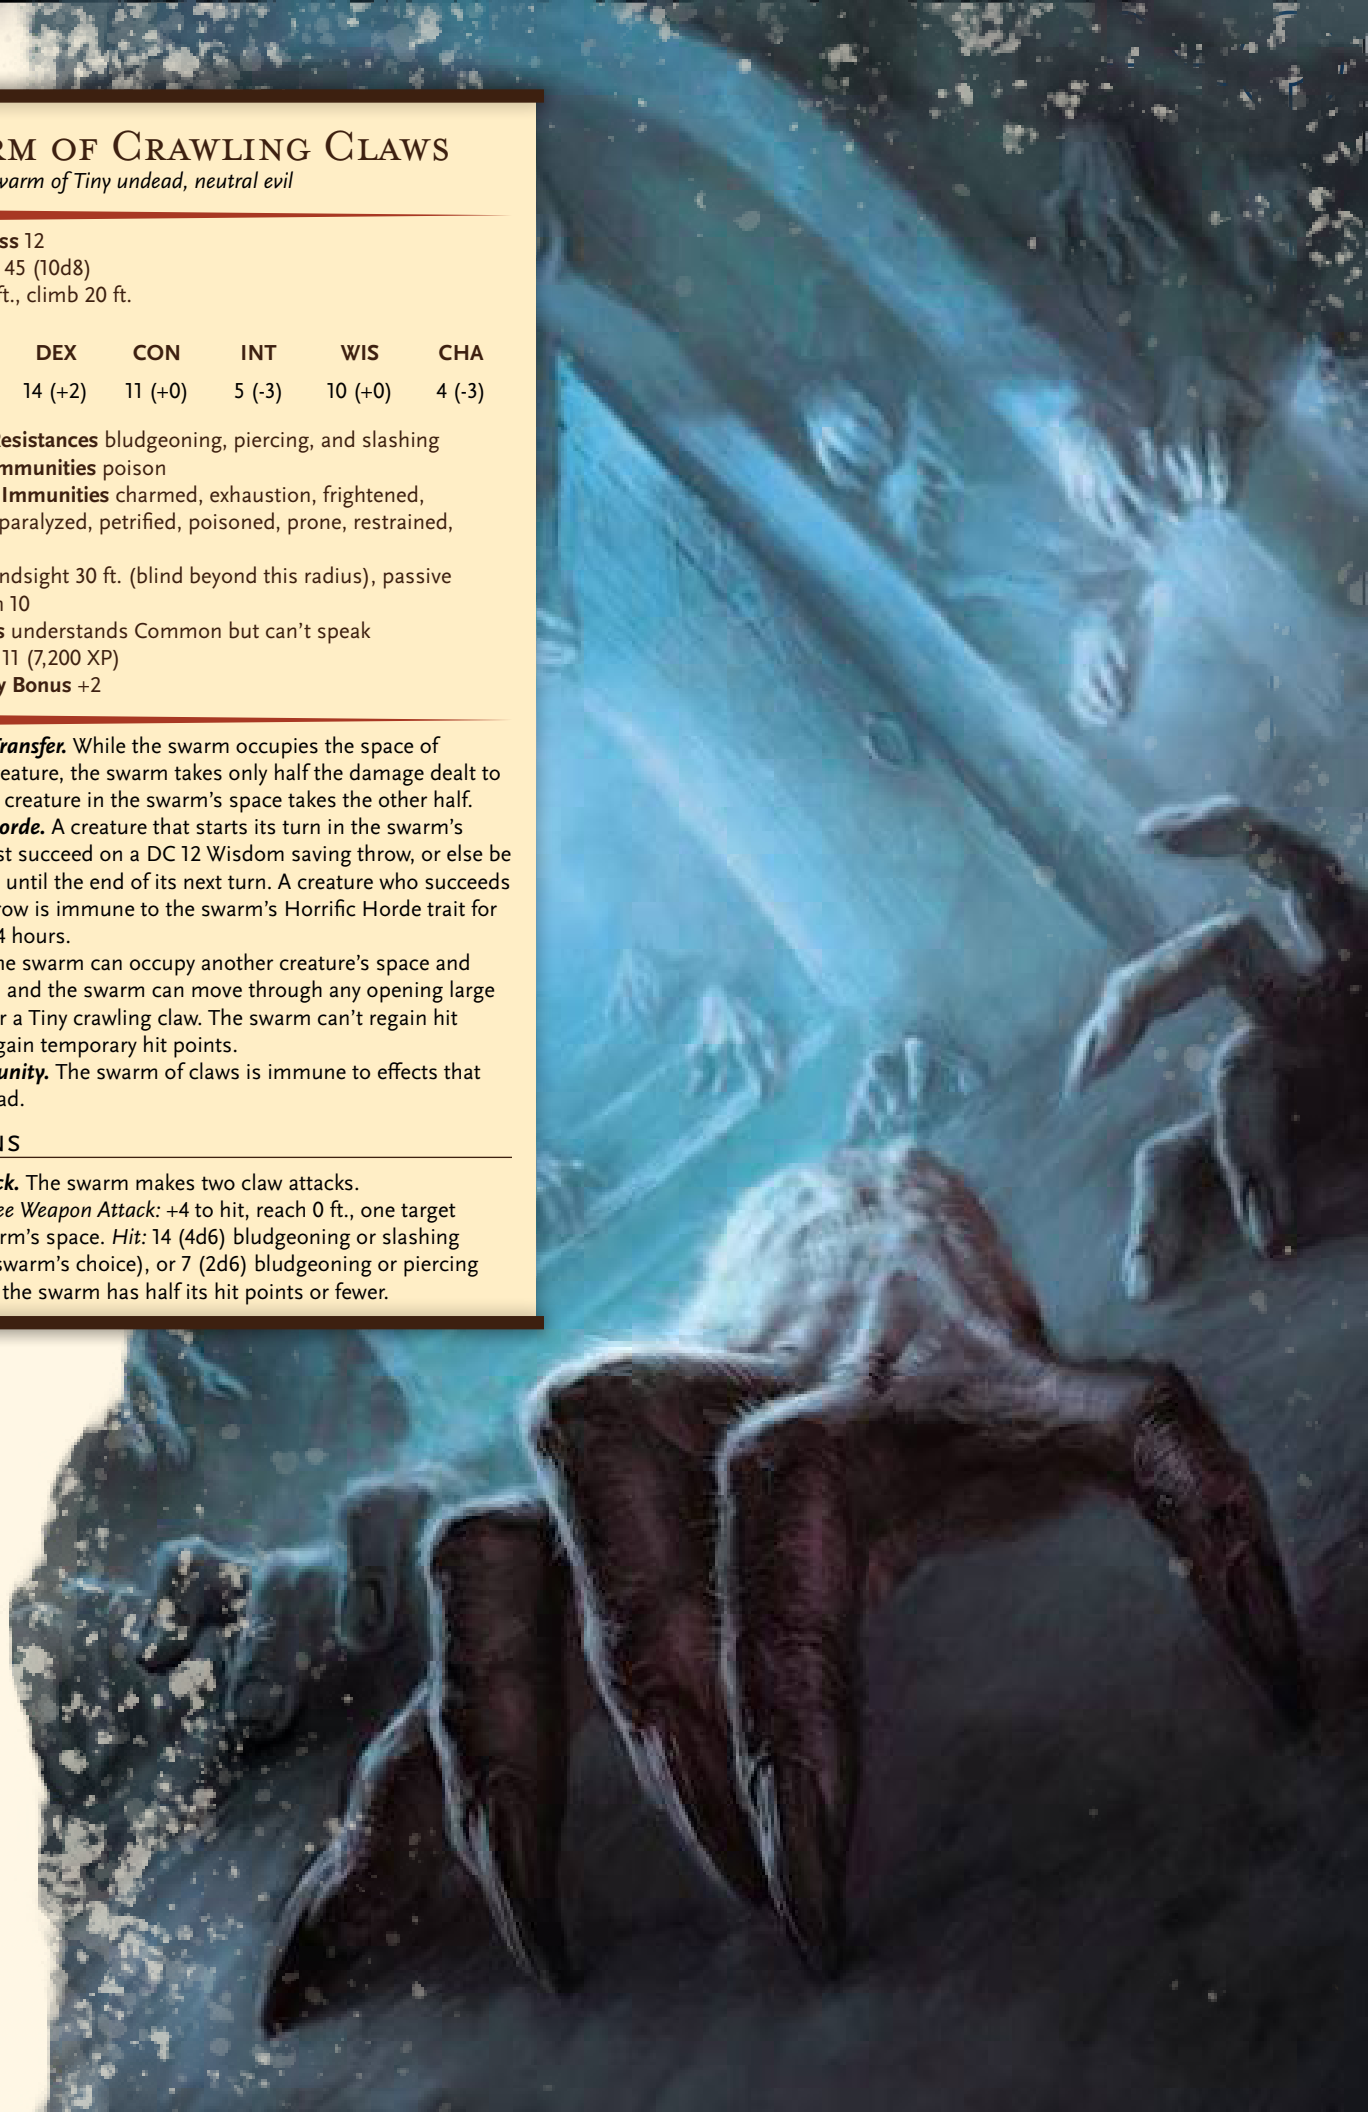 RM OF CRAWLING CLAWS
warm of Tiny undead, neutral evil
ss 12
45 (10d8)
ft., climb 20 ft.
DEX CON INT WIS CHA
14 (+2) 11 (+0) 5 (-3) 10 (+0) 4 (-3)
esistances bludgeoning, piercing, and slashing
mmunities poison
Immunities charmed, exhaustion, frightened,
paralyzed, petrified, poisoned, prone, restrained,
ndsight 30 ft. (blind beyond this radius), passive
n 10
s understands Common but can't speak
11 (7,200 XP)
y Bonus +2
Transfer. While the swarm occupies the space of
eature, the swarm takes only half the damage dealt to
creature in the swarm's space takes the other half.
orde. A creature that starts its turn in the swarm's
st succeed on a DC 12 Wisdom saving throw, or else be
until the end of its next turn. A creature who succeeds
row is immune to the swarm's Horrific Horde trait for
4 hours.
he swarm can occupy another creature's space and
and the swarm can move through any opening large
r a Tiny crawling claw. The swarm can't regain hit
gain temporary hit points.
unity. The swarm of claws is immune to effects that
ad.
NS
ck. The swarm makes two claw attacks.
ee Weapon Attack: +4 to hit, reach 0 ft., one target
rm's space. Hit: 14 (4d6) bludgeoning or slashing
swarm's choice), or 7 (2d6) bludgeoning or piercing
the swarm has half its hit points or fewer.